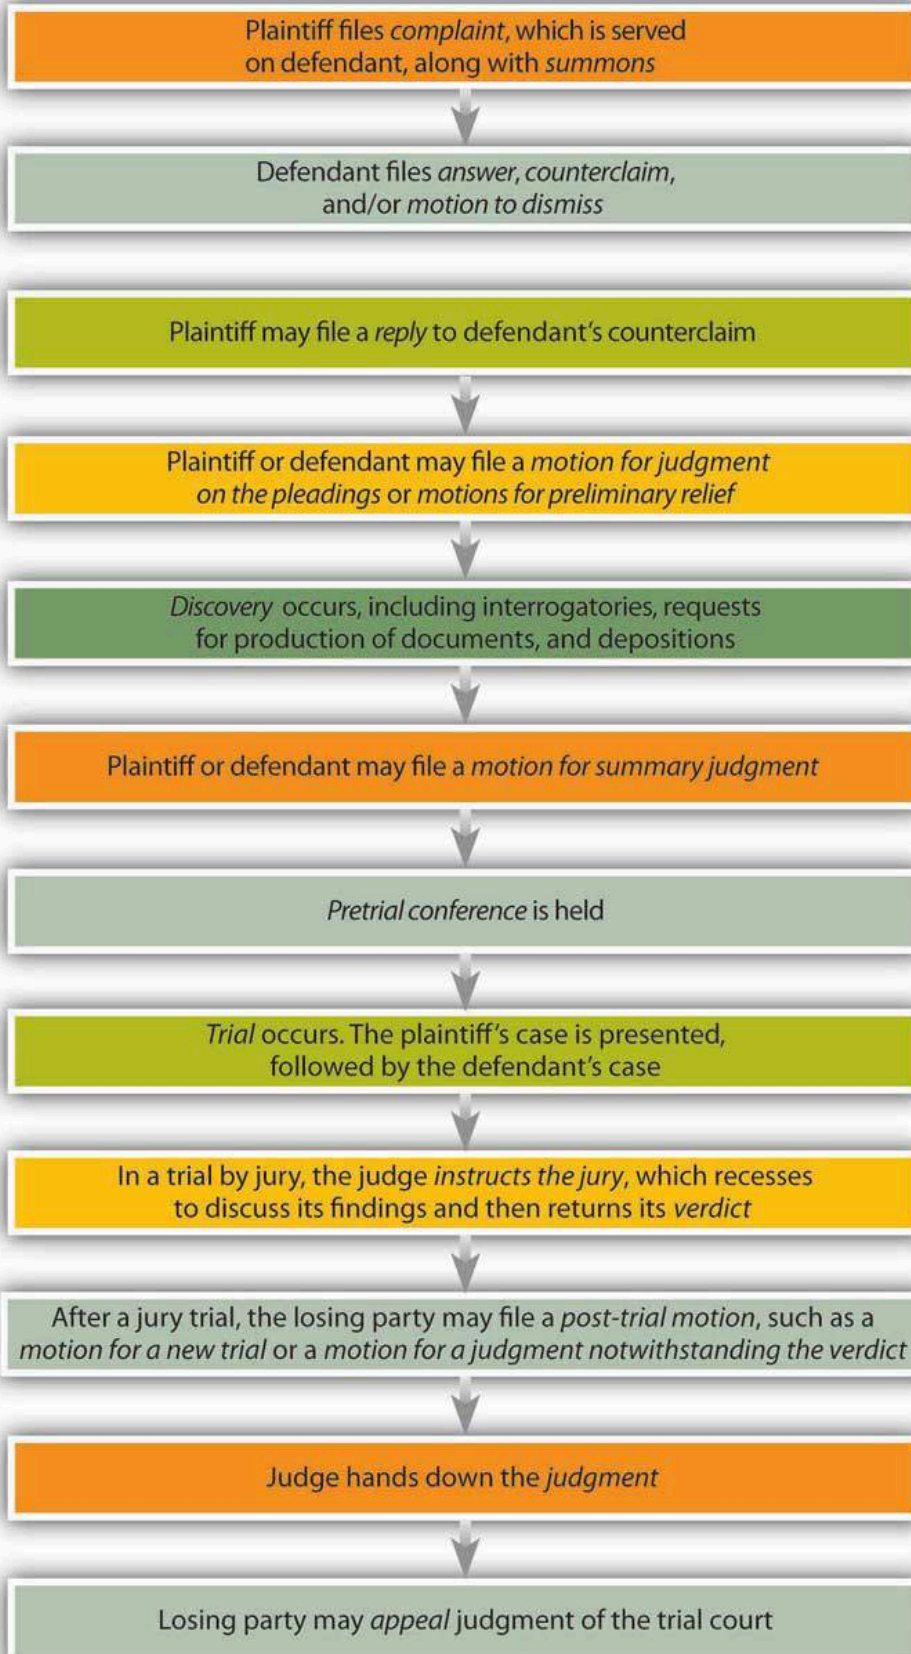 Plaintiff files complaint, which is served
on defendant, along with summons
Defendant files answer, counterclaim,
and/or motion to dismiss
Plaintiff may file a reply to defendant’s counterclaim
Plaintiff or defendant may file a motion for judgment
on the pleadings or motions for preliminary relief
Discovery occurs, including interrogatories, requests
for production of documents, and depositions
Plaintiff or defendant may file a motion for summary judgment
Pretrial conference is held
Trial occurs. The plaintiff’s case is presented,
followed by the defendant’s case
In a trial by jury, the judge instructs the jury, which recesses
to discuss its findings and then returns its verdict
After a jury trial, the losing party may file a post-trial motion, such as a
motion for a new trial or a motion for a judgment notwithstanding the verdict
Judge hands down the judgment
Losing party may appeal judgment of the trial court